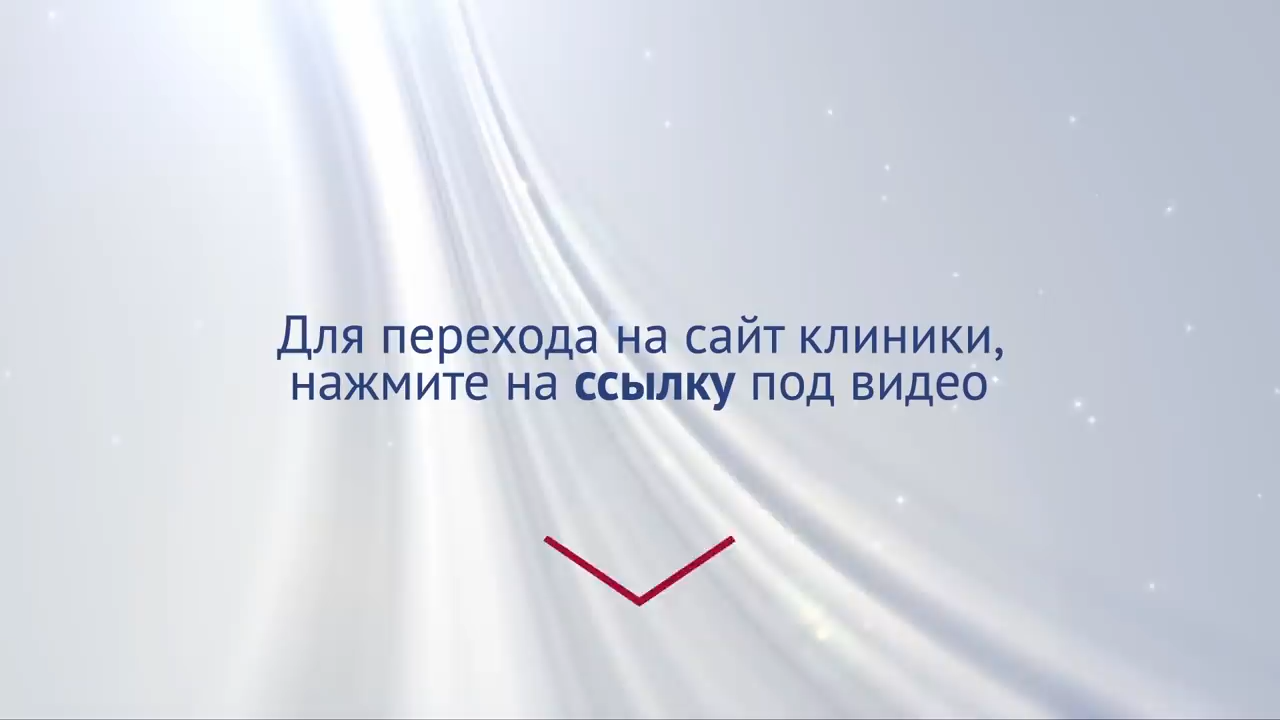 Для перехода на сайт клиники,
нажмите на ссылку под видео